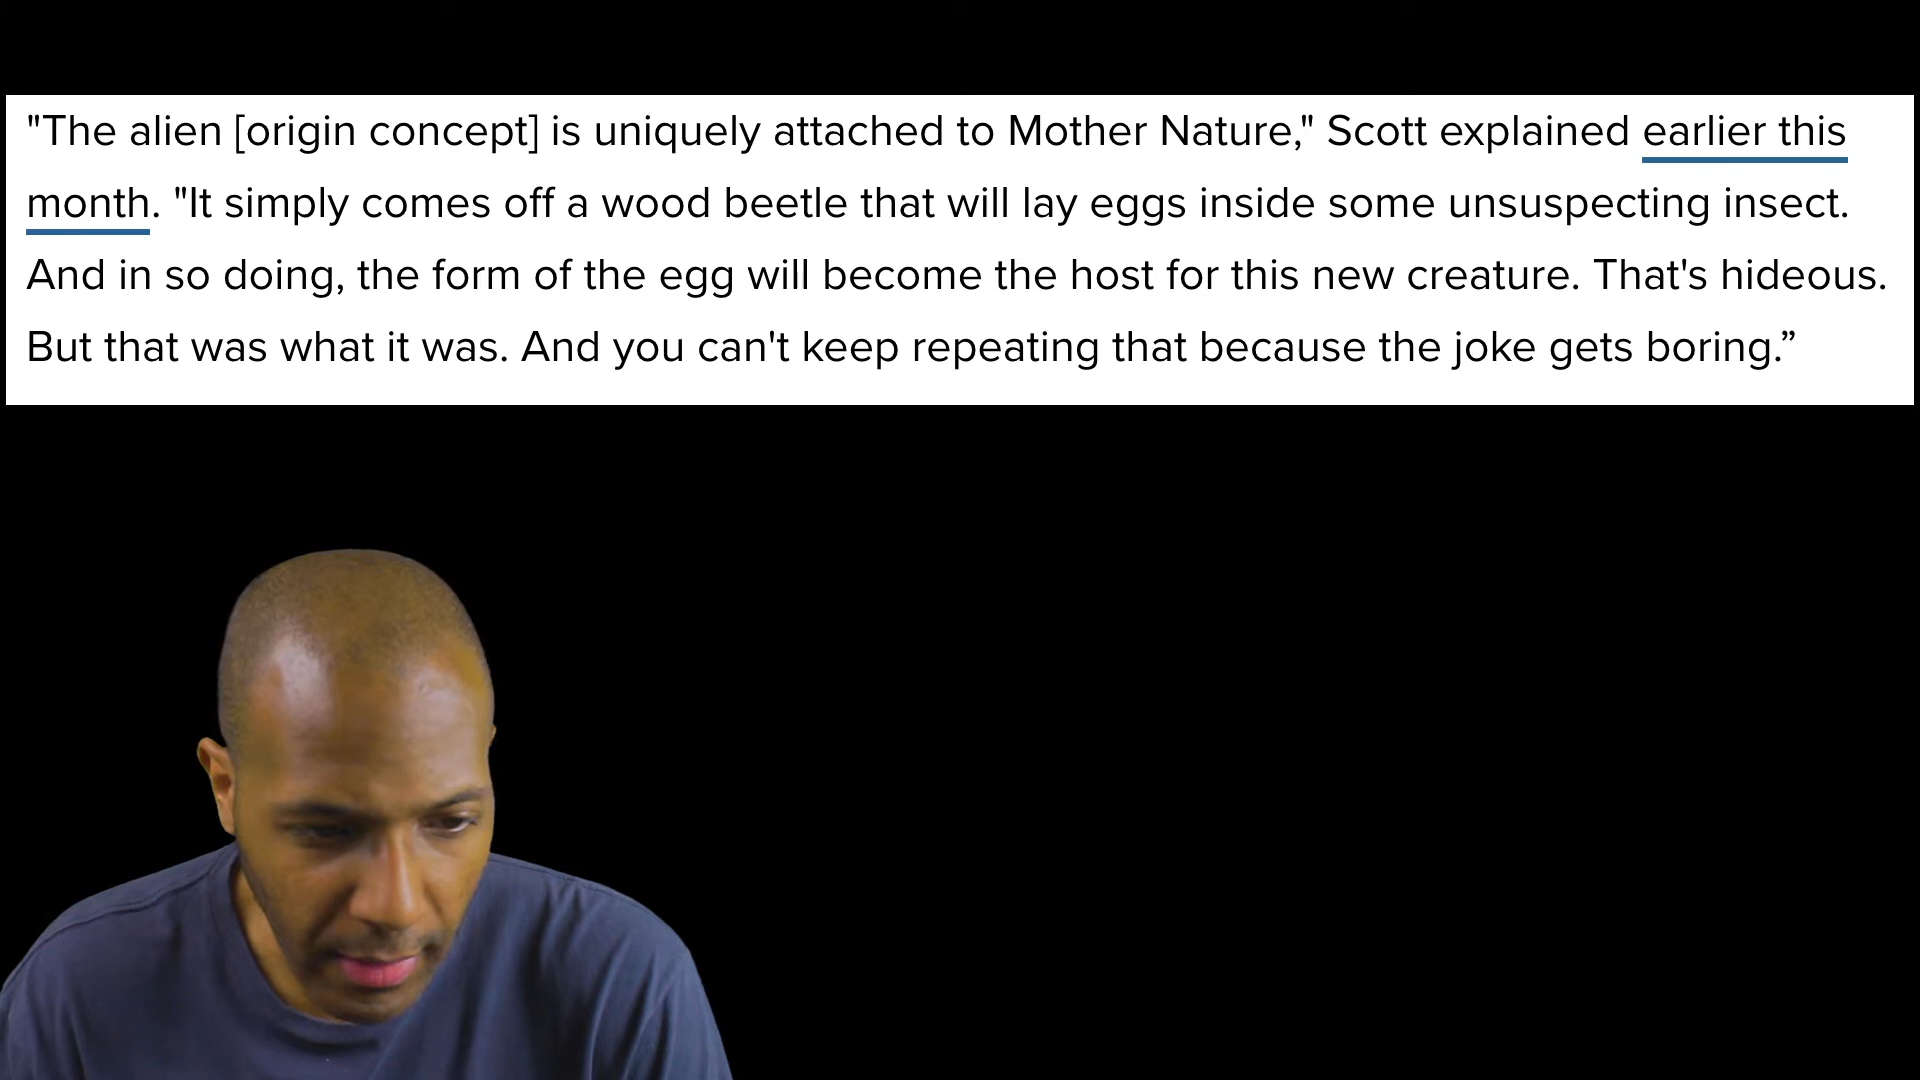 "The alien [origin concept] is uniquely attached to Mother Nature," Scott explained earlier this
month. "It simply comes off a wood beetle that will lay eggs inside some unsuspecting insect.
And in so doing, the form of the egg will become the host for this new creature. That's hideous.
But that was what it was. And you can't keep repeating that because the joke gets boring.”